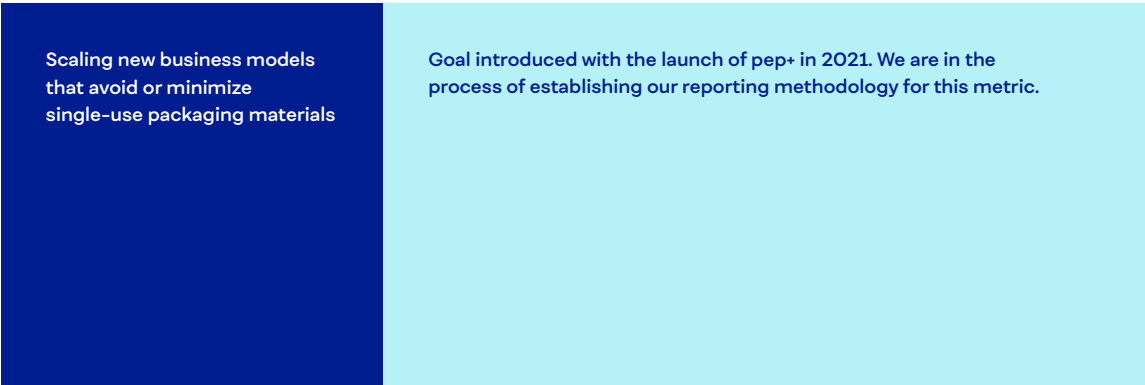 Scaling new business models
that avoid or minimize
single-use packaging materials
Goal introduced with the launch of pep+ in 2021. We are in the
process of establishing our reporting methodology for this metric.